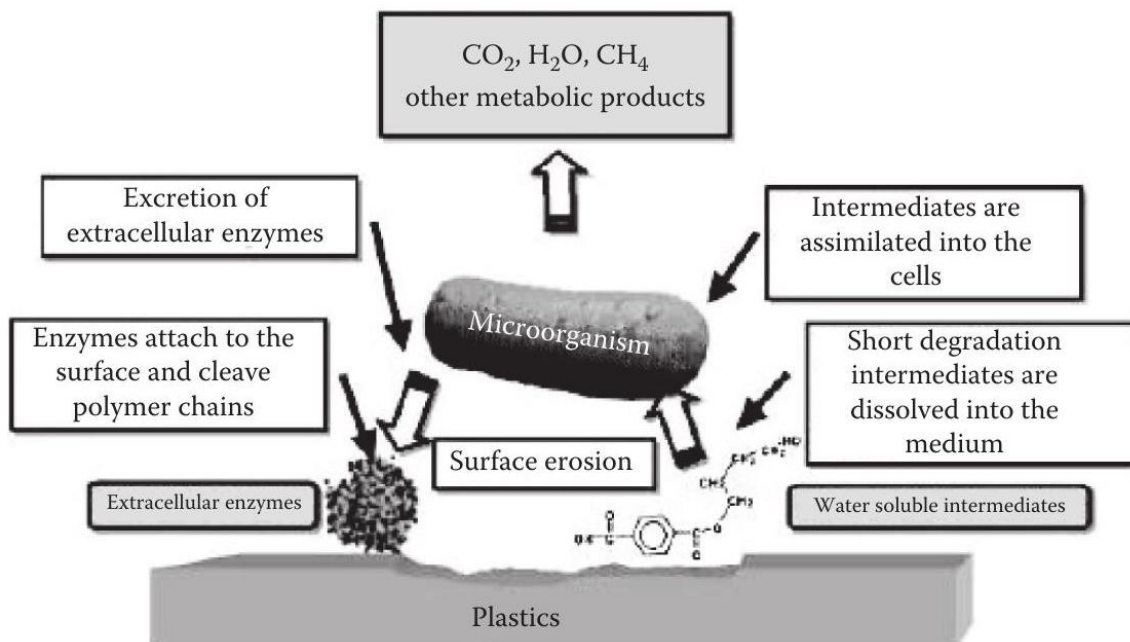 CO₂, H₂O, CH₄
other metabolic products
Excretion of
extracellular enzymes
Intermediates are
assimilated into the
cells
Microorganism
Enzymes attach to the
surface and cleave
polymer chains
Short degradation
intermediates are
dissolved into the
medium
Surface erosion
Extracellular enzymes
Water soluble intermediates
Plastics